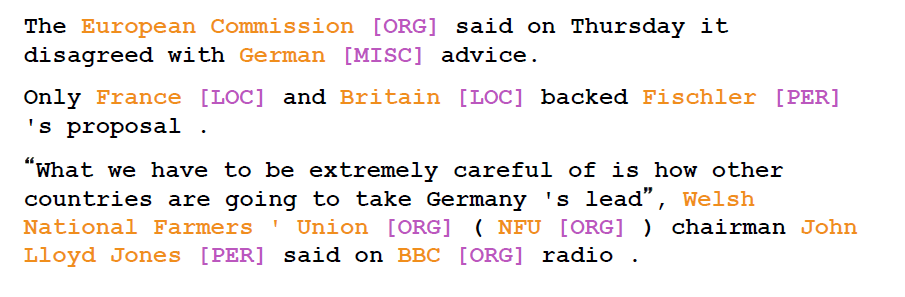 The European Commission [ORG] said on Thursday it
disagreed with German [MISC] advice.
Only France [LOC] and Britain [LOC] backed Fischler [PER]
's proposal .
“What we have to be extremely careful of is how other
countries are going to take Germany 's lead”, Welsh
National Farmers ' Union [ORG] ( NFU [ORG] ) chairman John
Lloyd Jones [PER] said on BBC [ORG] radio .